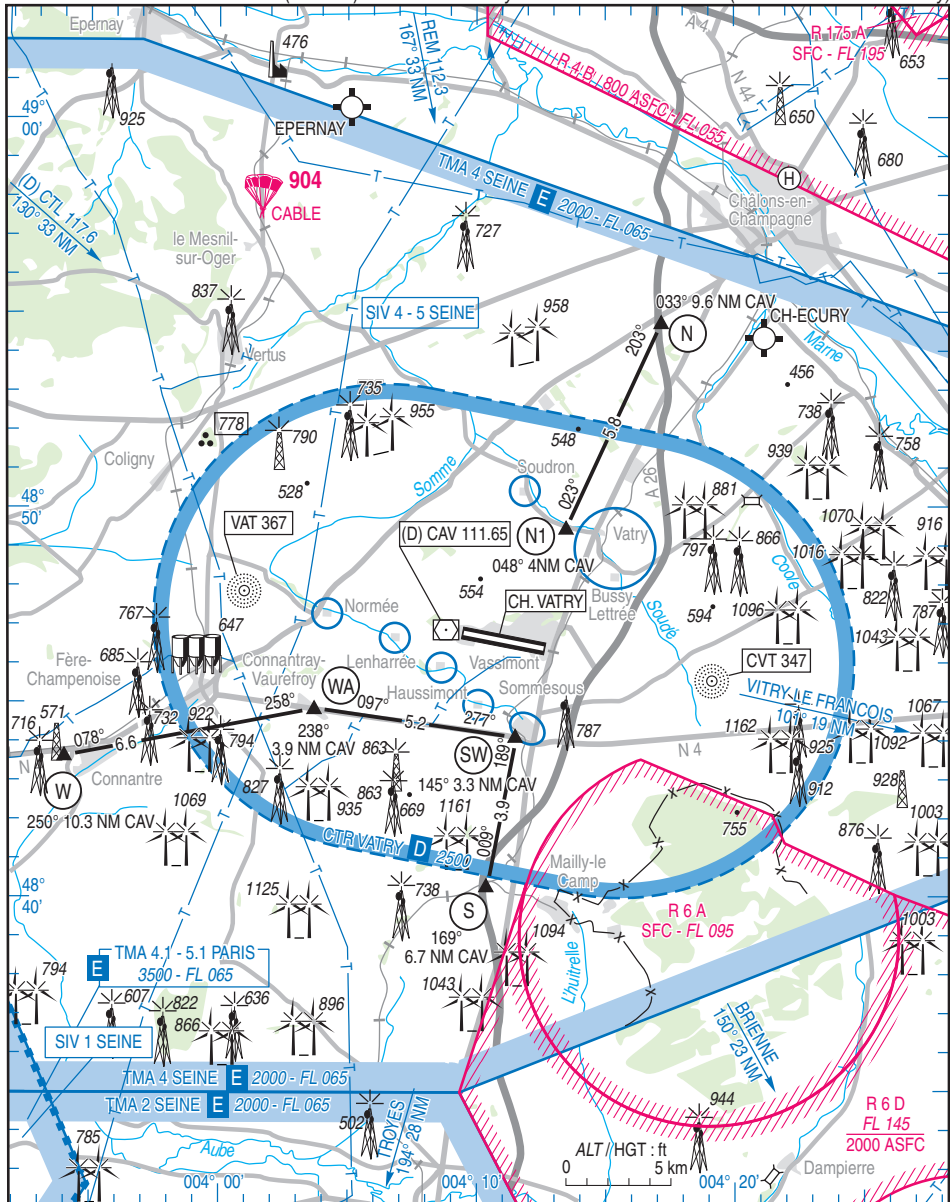 Epernay
476
REM 112.3
167° 33 NM
A 4
N 44
R 175 A
SFC - FL 195
653
R 4 B / 800 ASFC - FL 055
925
49°
00'
EPERNAY
650
680
TMA 4 SEINE E 2000 - FL 065
H
Châlons-en-
Champagne
(D) CTL 117.6
130° 33 NM
904
CABLE
727
le Mesnil-
sur-Oger
837
SIV 4 - 5 SEINE
958
033° 9.6 NM CAV
N
CH-ECURY
Marne
Vertus
203°
5.8
023°
456
738
758
735
955
778
790
548
939
Coligny
Somme
Soudron
A 26
528
48°
50'
881
1070
916
VAT 367
(D) CAV 111.65
N1
048° 4NM CAV
Vatry
797
866
1016
Coole
554
CH. VATRY
Bussy-
Lettrée
594
1096
822
787
767
647
Normée
Soudé
1043
685
Fère-
Champenoise
Connantray-
Vaurefroy
Lenharrée
Vassimont
CVT 347
WA
Haussimont
Sommesous
VITRY LE FRANCOIS
101° 19 NM
716
571
732
922
258°
097°
5.2
277°
1162
1067
N
078°
6.6
794
238°
3.9 NM CAV
863
SW
189°
787
N 4
925
1092
W
Connantre
827
935
863
669
145° 3.3 NM CAV
912
928
250° 10.3 NM CAV
1069
1161
3.9
755
876
1003
CTR VATRY D 2500
009°
Mailly-le
Camp
48°
40'
1125
738
S
R 6 A
SFC - FL 095
169°
6.7 NM CAV
1094
1003
TMA 4.1 - 5.1 PARIS
E 3500 - FL 065
794
607
822
636
896
1043
L'huitrelle
866
SIV 1 SEINE
BRIENNE
150° 23 NM
TMA 4 SEINE E 2000 - FL 065
TMA 2 SEINE E 2000 - FL 065
944
R 6 D
FL 145
2000 ASFC
502
TROYES
194° 28 NM
785
Aube
ALT / HGT : ft
0 5 km
Dampierre
004° 00'
004° 10'
004° 20'